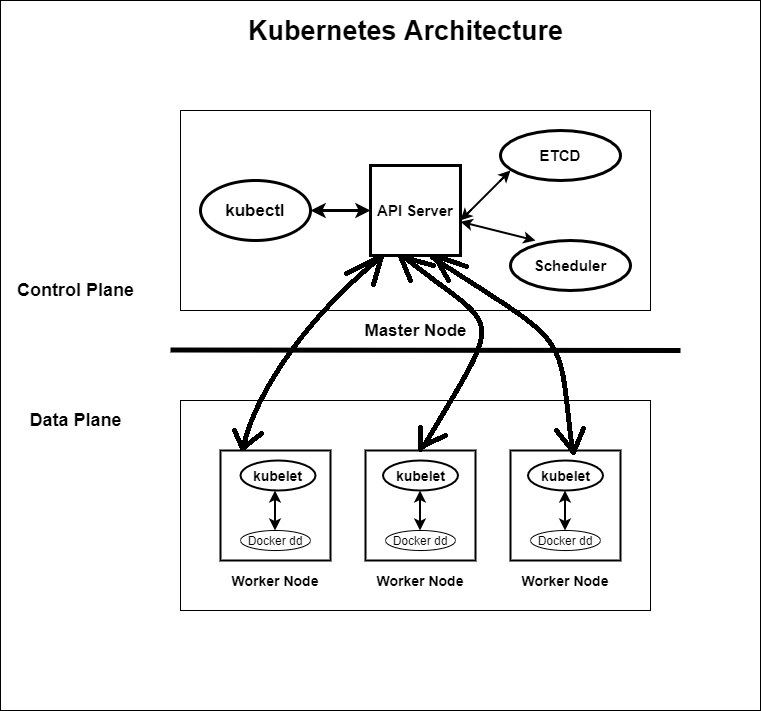 Kubernetes Architecture
ETCD
kubectl
API Server
Scheduler
Control Plane
Master Node
Data Plane
kubelet
kubelet
kubelet
Docker dd
Docker dd
Docker dd
Worker Node
Worker Node
Worker Node